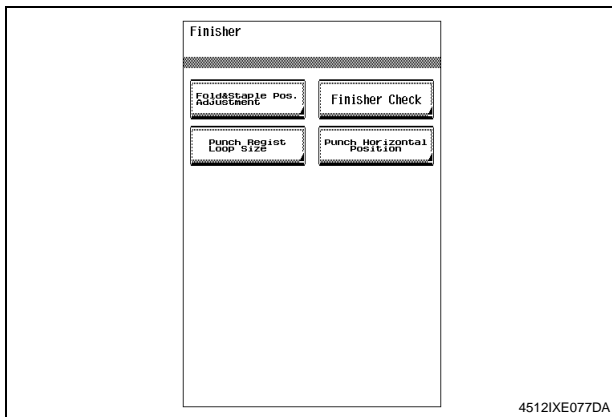 Finisher
Fold&Staple Pos.
Adjustment
Finisher Check
Punch Regist
Loop Size
Punch Horizontal
Position
4512IXE077DA